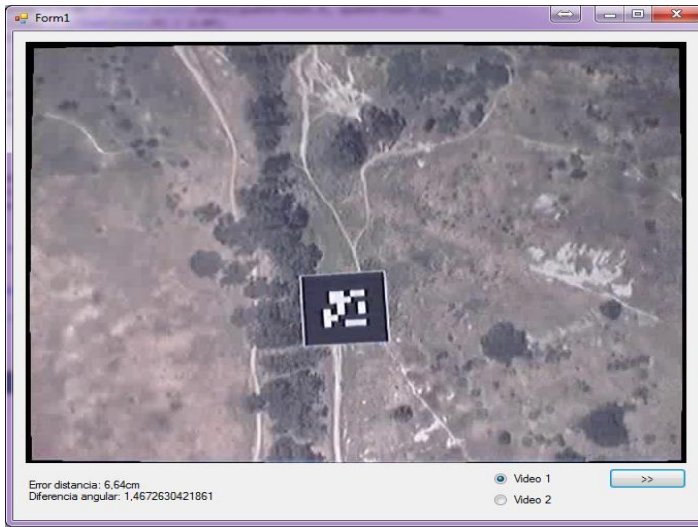 Form1
Error distancia: 6,64cm
Diferencia angular: 1,4672630421861
Video 1
Video 2
>>